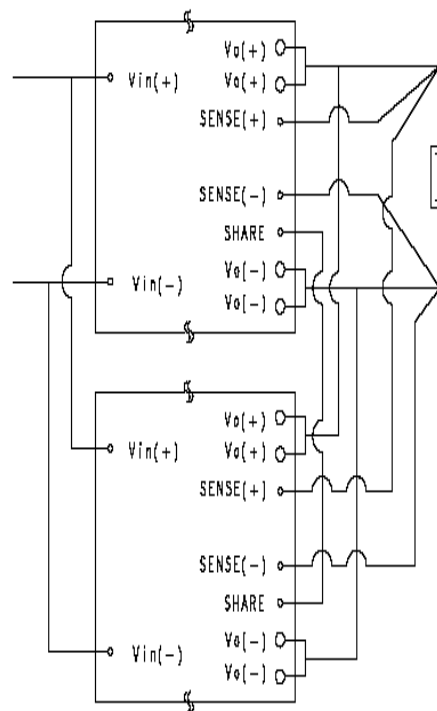 Vo(+)
Vin(+)
Vo(+)
SENSE(+)
SENSE(-)
SHARE
Vo(-)
Vin(-)
Vo(-)
Vo(+)
Vin(+)
Vo(+)
SENSE(+)
SENSE(-)
SHARE
Vo(-)
Vin(-)
Vo(-)